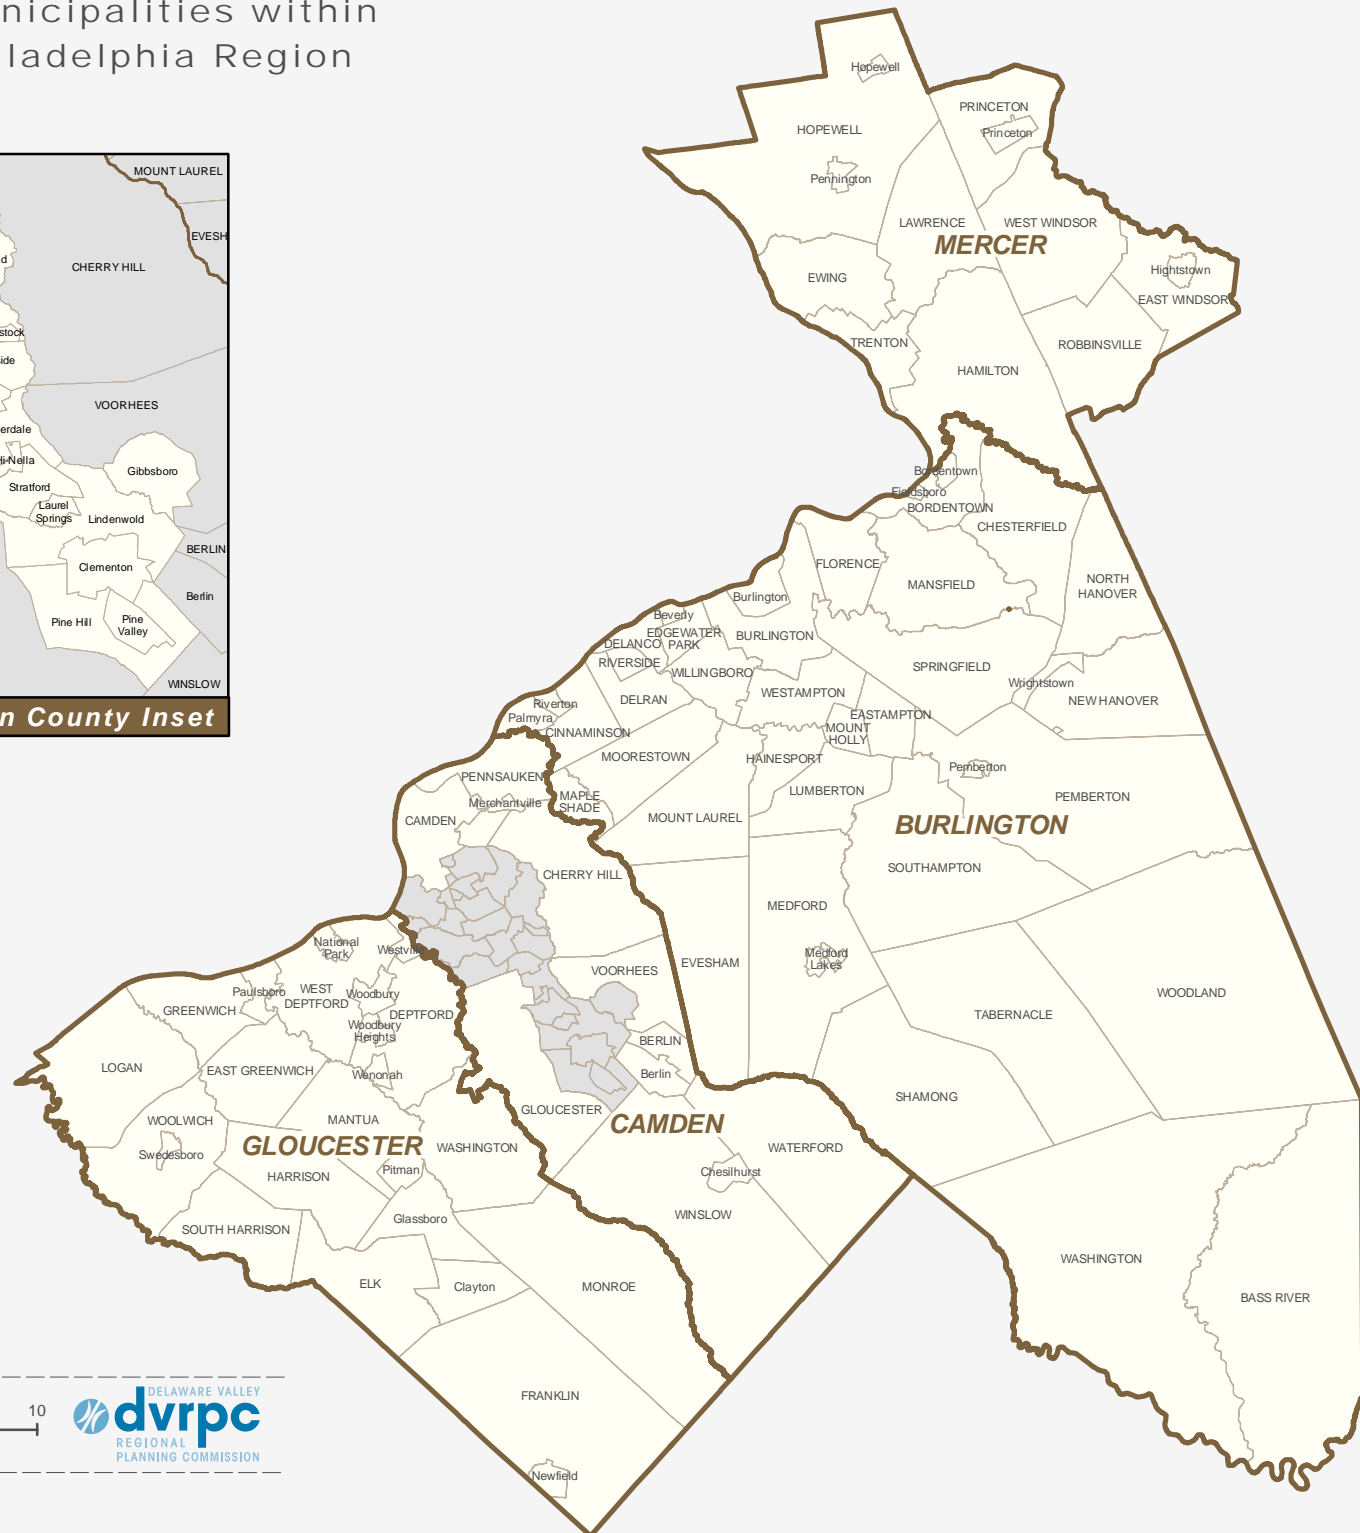 nicipalities within
ladelphia Region
MOUNT LAUREL
EVESH
CHERRY HILL
d
stock
ide
VOORHEES
erdale
Hi-Nella
Gibbsboro
Stratford
Laurel
Springs
Lindenwold
BERLIN
Clementon
Berlin
Pine Hill
Pine
Valley
WINSLOW
n County Inset
Hopewell
PRINCETON
HOPEWELL
Princeton
Pennington
LAWRENCE
WEST WINDSOR
MERCER
EWING
Hightstown
EAST WINDSOR
TRENTON
ROBBINSVILLE
HAMILTON
Bordentown
Fieldsboro
BORDENTOWN
CHESTERFIELD
FLORENCE
MANSFIELD
NORTH
HANOVER
Burlington
Beverly
EDGEWATER
PARK
BURLINGTON
DELANCO
RIVERSIDE
WILLINGBORO
SPRINGFIELD
Wrightstown
NEW HANOVER
WESTAMPTON
DELRAN
Riverton
Palmyra
EASTAMPTON
MOUNT
HOLLY
CINNAMINSON
MOORESTOWN
HAINESPORT
Pemberton
PENNSAUKEN
LUMBERTON
PEMBERTON
Merchantville
MAPLE
SHADE
CAMDEN
MOUNT LAUREL
BURLINGTON
CHERRY HILL
SOUTHAMPTON
MEDFORD
National
Park
Westville
Medford
Lakes
EVESHAM
VOORHEES
Paulsboro
WEST
DEPTFORD
Woodbury
WOODLAND
GREENWICH
DEPTFORD
TABERNACLE
Woodbury
Heights
BERLIN
LOGAN
EAST GREENWICH
Wenonah
Berlin
SHAMONG
GLOUCESTER
WOOLWICH
MANTUA
CAMDEN
GLOUCESTER
WASHINGTON
WATERFORD
Swedesboro
Pitman
Chesilhurst
HARRISON
WINSLOW
Glassboro
SOUTH HARRISON
WASHINGTON
ELK
Clayton
MONROE
BASS RIVER
FRANKLIN
Newfield
10
DELAWARE VALLEY
dvrpc
REGIONAL
PLANNING COMMISSION